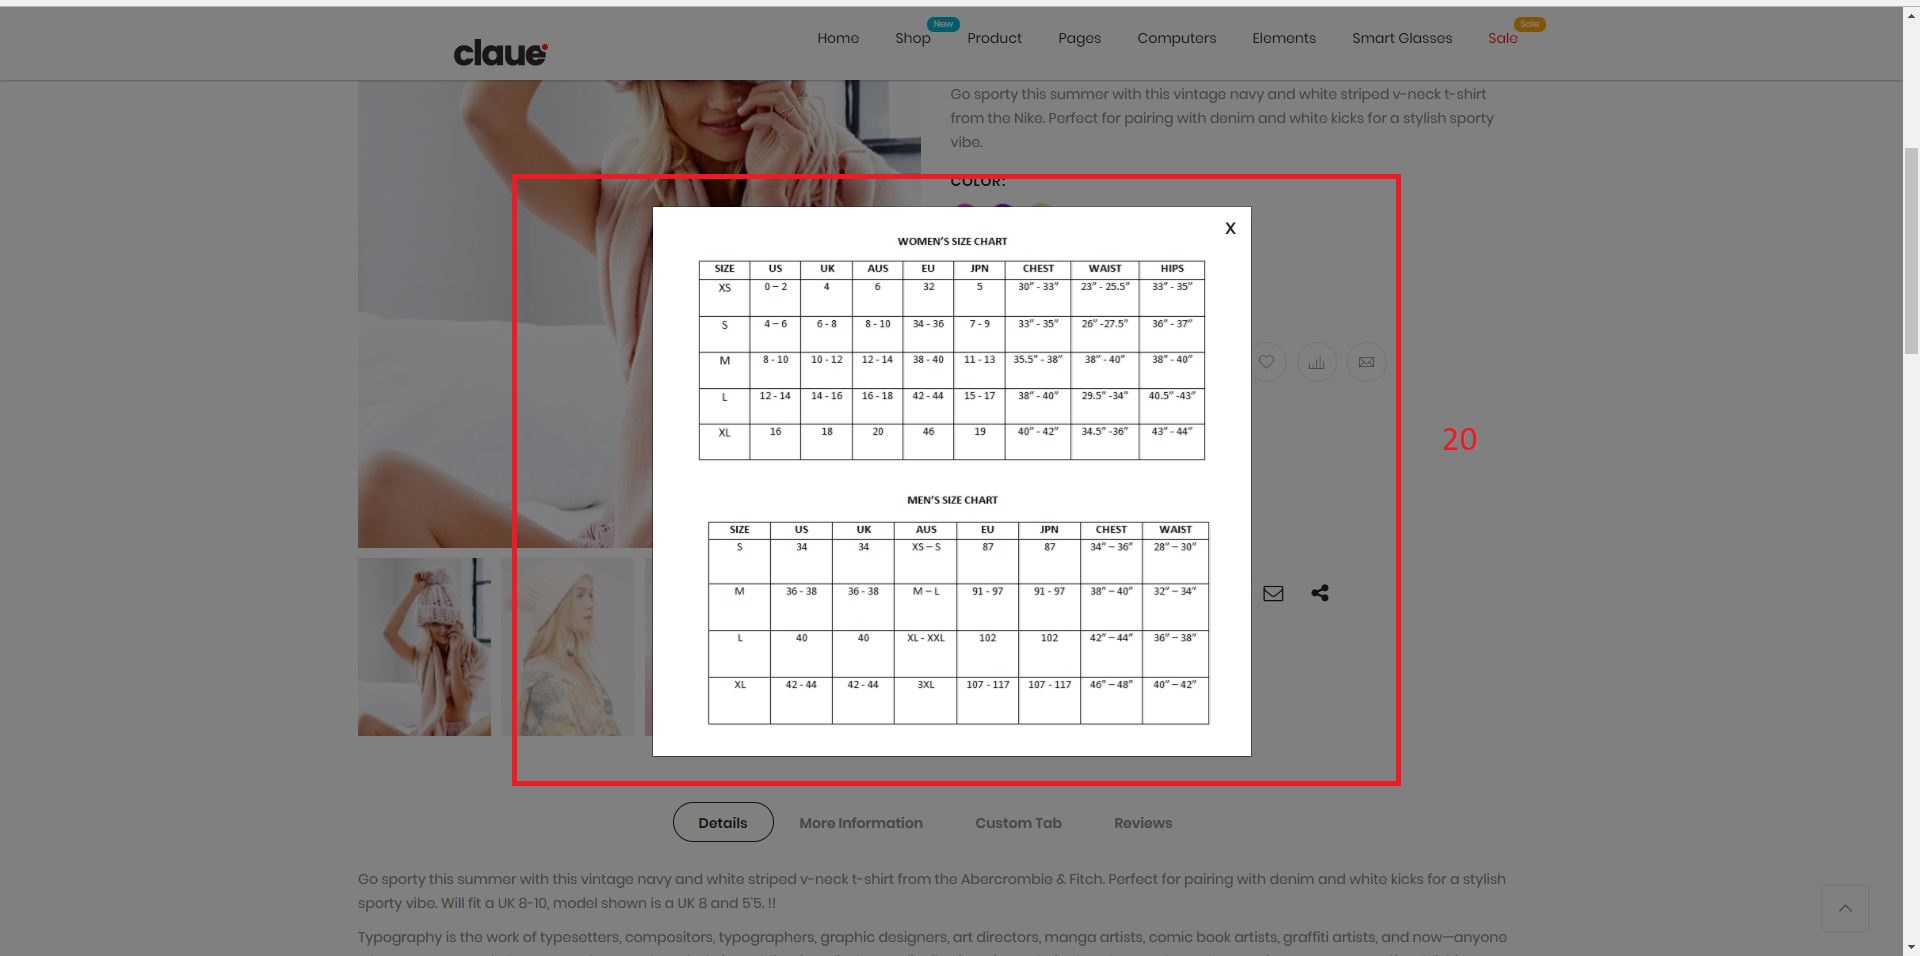 claue
Home Shop New Product Pages Computers Elements Smart Glasses Sale Sale
Go sporty this summer with this vintage navy and white striped v-neck t-shirt
from the Nike. Perfect for pairing with denim and white kicks for a stylish sporty
vibe.
COLOR:
X
WOMEN'S SIZE CHART
SIZE US UK AUS EU JPN CHEST WAIST HIPS
XS 0 – 2 4 6 32 5 30" - 33" 23" - 25.5" 33" - 35"
S 4 – 6 6 - 8 8 - 10 34 - 36 7 - 9 33" - 35" 26" -27.5" 36" - 37"
M 8 - 10 10 - 12 12 - 14 38 - 40 11 - 13 35.5" - 38" 38" - 40" 38" - 40"
L 12 - 14 14 - 16 16 - 18 42 - 44 15 - 17 38" - 40" 29.5" -34" 40.5" -43"
XL 16 18 20 46 19 40" - 42" 34.5" -36" 43" - 44"
20
MEN'S SIZE CHART
SIZE US UK AUS EU JPN CHEST WAIST
S 34 34 XS – S 87 87 34" – 36" 28" – 30"
M 36 - 38 36 - 38 M – L 91 - 97 91 - 97 38" – 40" 32" – 34"
L 40 40 XL - XXL 102 102 42" – 44" 36" – 38"
XL 42 - 44 42 - 44 3XL 107 - 117 107 - 117 46" – 48" 40" – 42"
Details More Information Custom Tab Reviews
Go sporty this summer with this vintage navy and white striped v-neck t-shirt from the Abercrombie & Fitch. Perfect for pairing with denim and white kicks for a stylish
sporty vibe. Will fit a UK 8-10, model shown is a UK 8 and 5'5. !!
Typography is the work of typesetters, compositors, typographers, graphic designers, art directors, manga artists, comic book artists, graffiti artists, and now—anyone